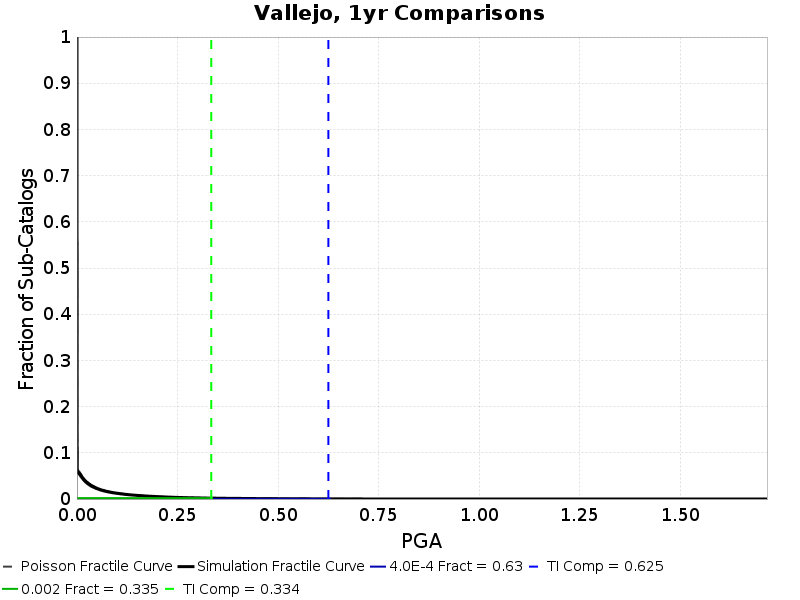 Vallejo, 1yr Comparisons
Fraction of Sub-Catalogs
1
0.9
0.8
0.7
0.6
0.5
0.4
0.3
0.2
0.1
0
0.00 0.25 0.50 0.75 1.00 1.25 1.50
PGA
Poisson Fractile Curve Simulation Fractile Curve 4.0E-4 Fract = 0.63 TI Comp = 0.625
0.002 Fract = 0.335 TI Comp = 0.334